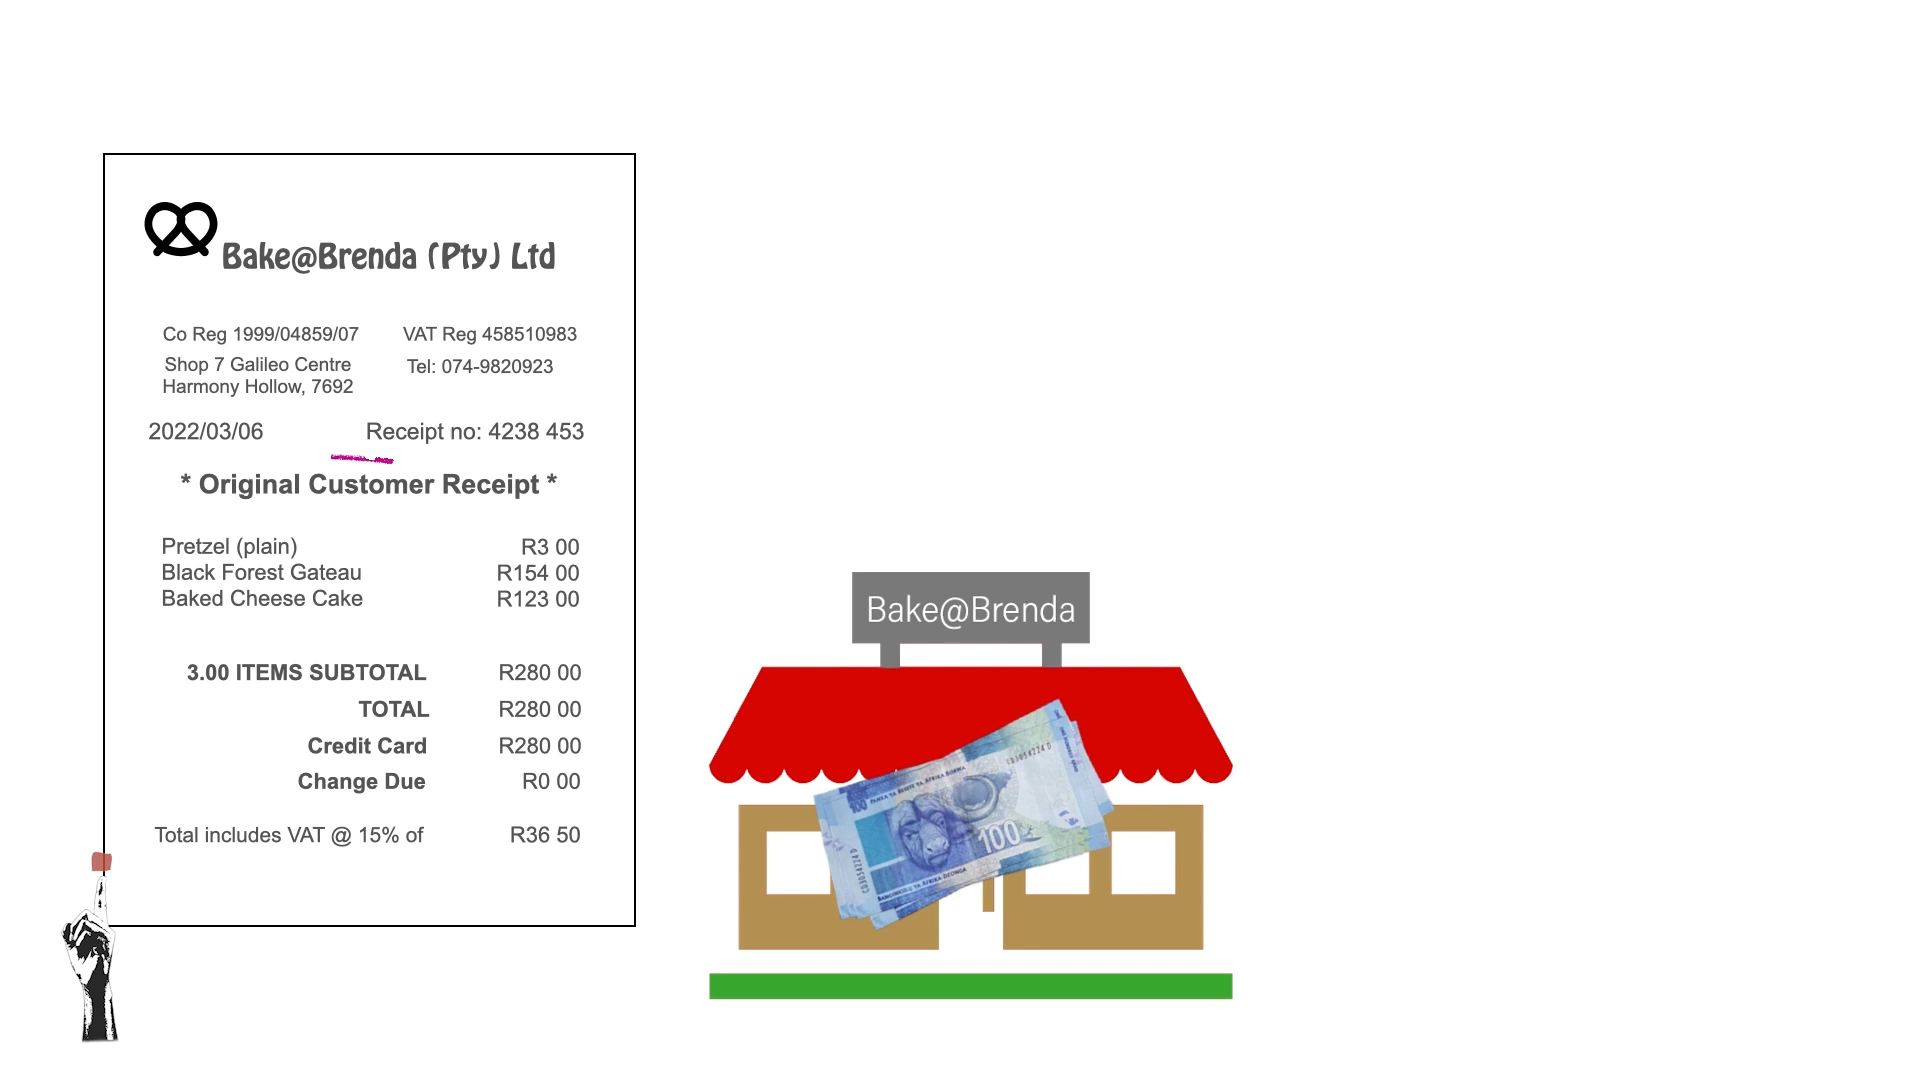 Bake@Brenda (Pty) Ltd
Co Reg 1999/04859/07 VAT Reg 458510983
Shop 7 Galileo Centre Tel: 074-9820923
Harmony Hollow, 7692
2022/03/06 Receipt no: 4238 453
* Original Customer Receipt *
Pretzel (plain) R3 00
Black Forest Gateau R154 00
Baked Cheese Cake R123 00
3.00 ITEMS SUBTOTAL R280 00
TOTAL R280 00
Credit Card R280 00
Change Due R0 00
Total includes VAT @ 15% of R36 50
Bake@Brenda
100
100